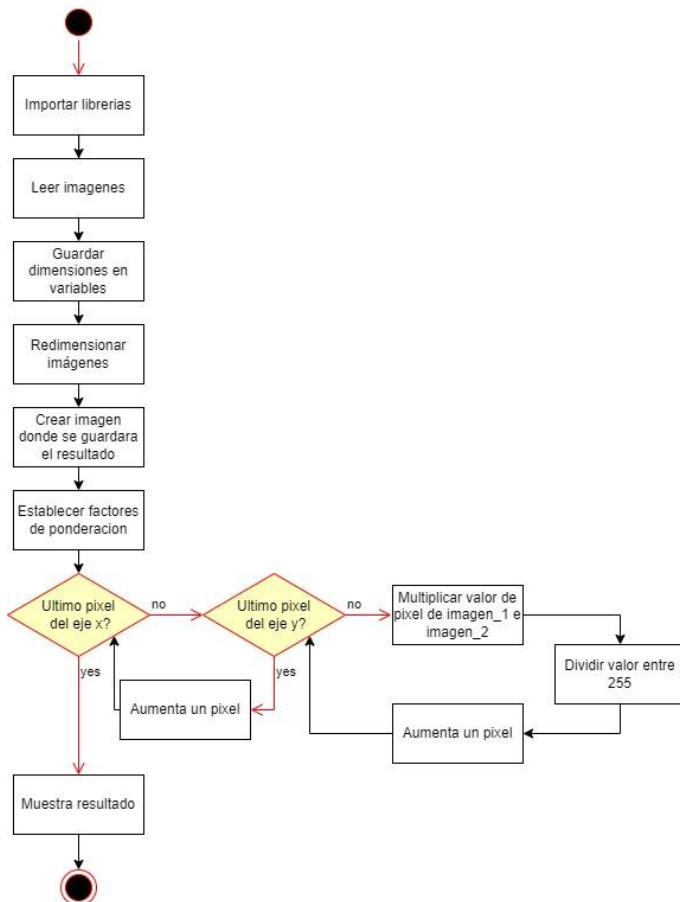 Importar librerias
Leer imagenes
Guardar
dimensiones en
variables
Redimensionar
imágenes
Crear imagen
donde se guardara
el resultado
Establecer factores
de ponderacion
Ultimo pixel
del eje x?
no
Ultimo pixel
del eje y?
no
Multiplicar valor de
pixel de imagen_1 e
imagen_2
Dividir valor entre
255
yes
yes
Aumenta un pixel
Aumenta un pixel
Muestra resultado